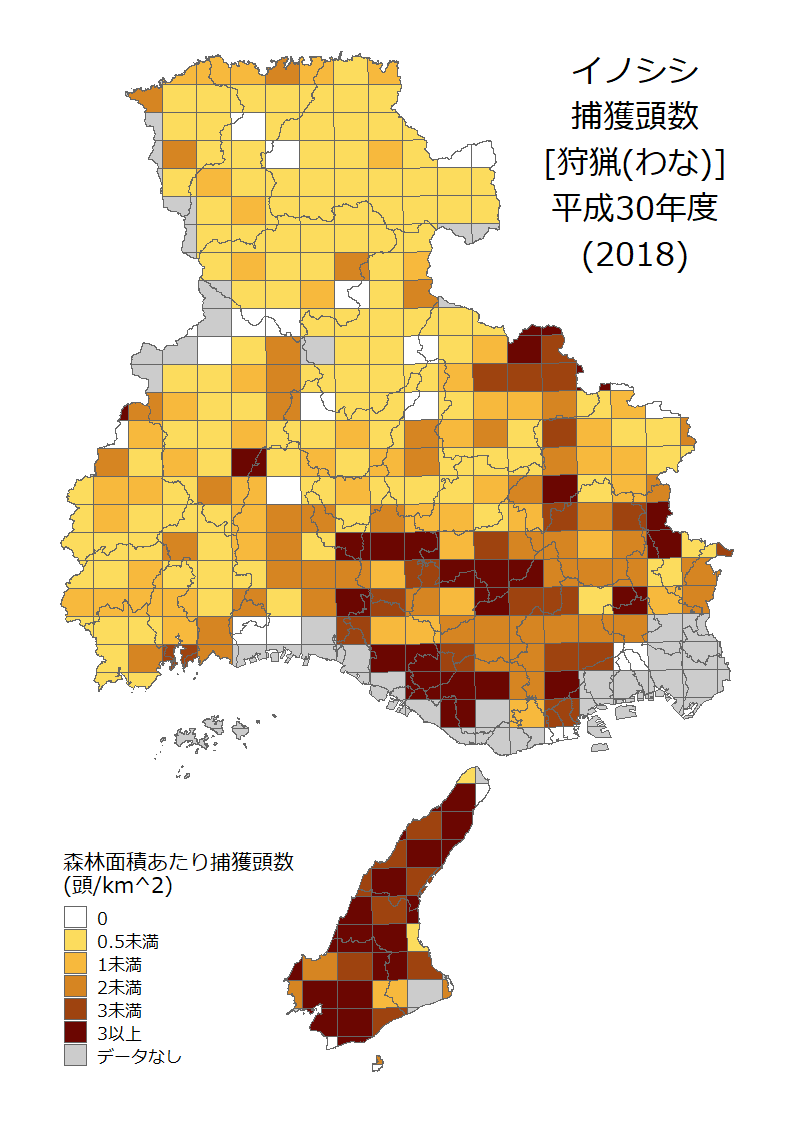 イノシシ
捕獲頭数
[狩猟(わな)]
平成30年度
(2018)
森林面積あたり捕獲頭数
(頭/km^2)
0
0.5未満
1未満
2未満
3未満
3以上
データなし